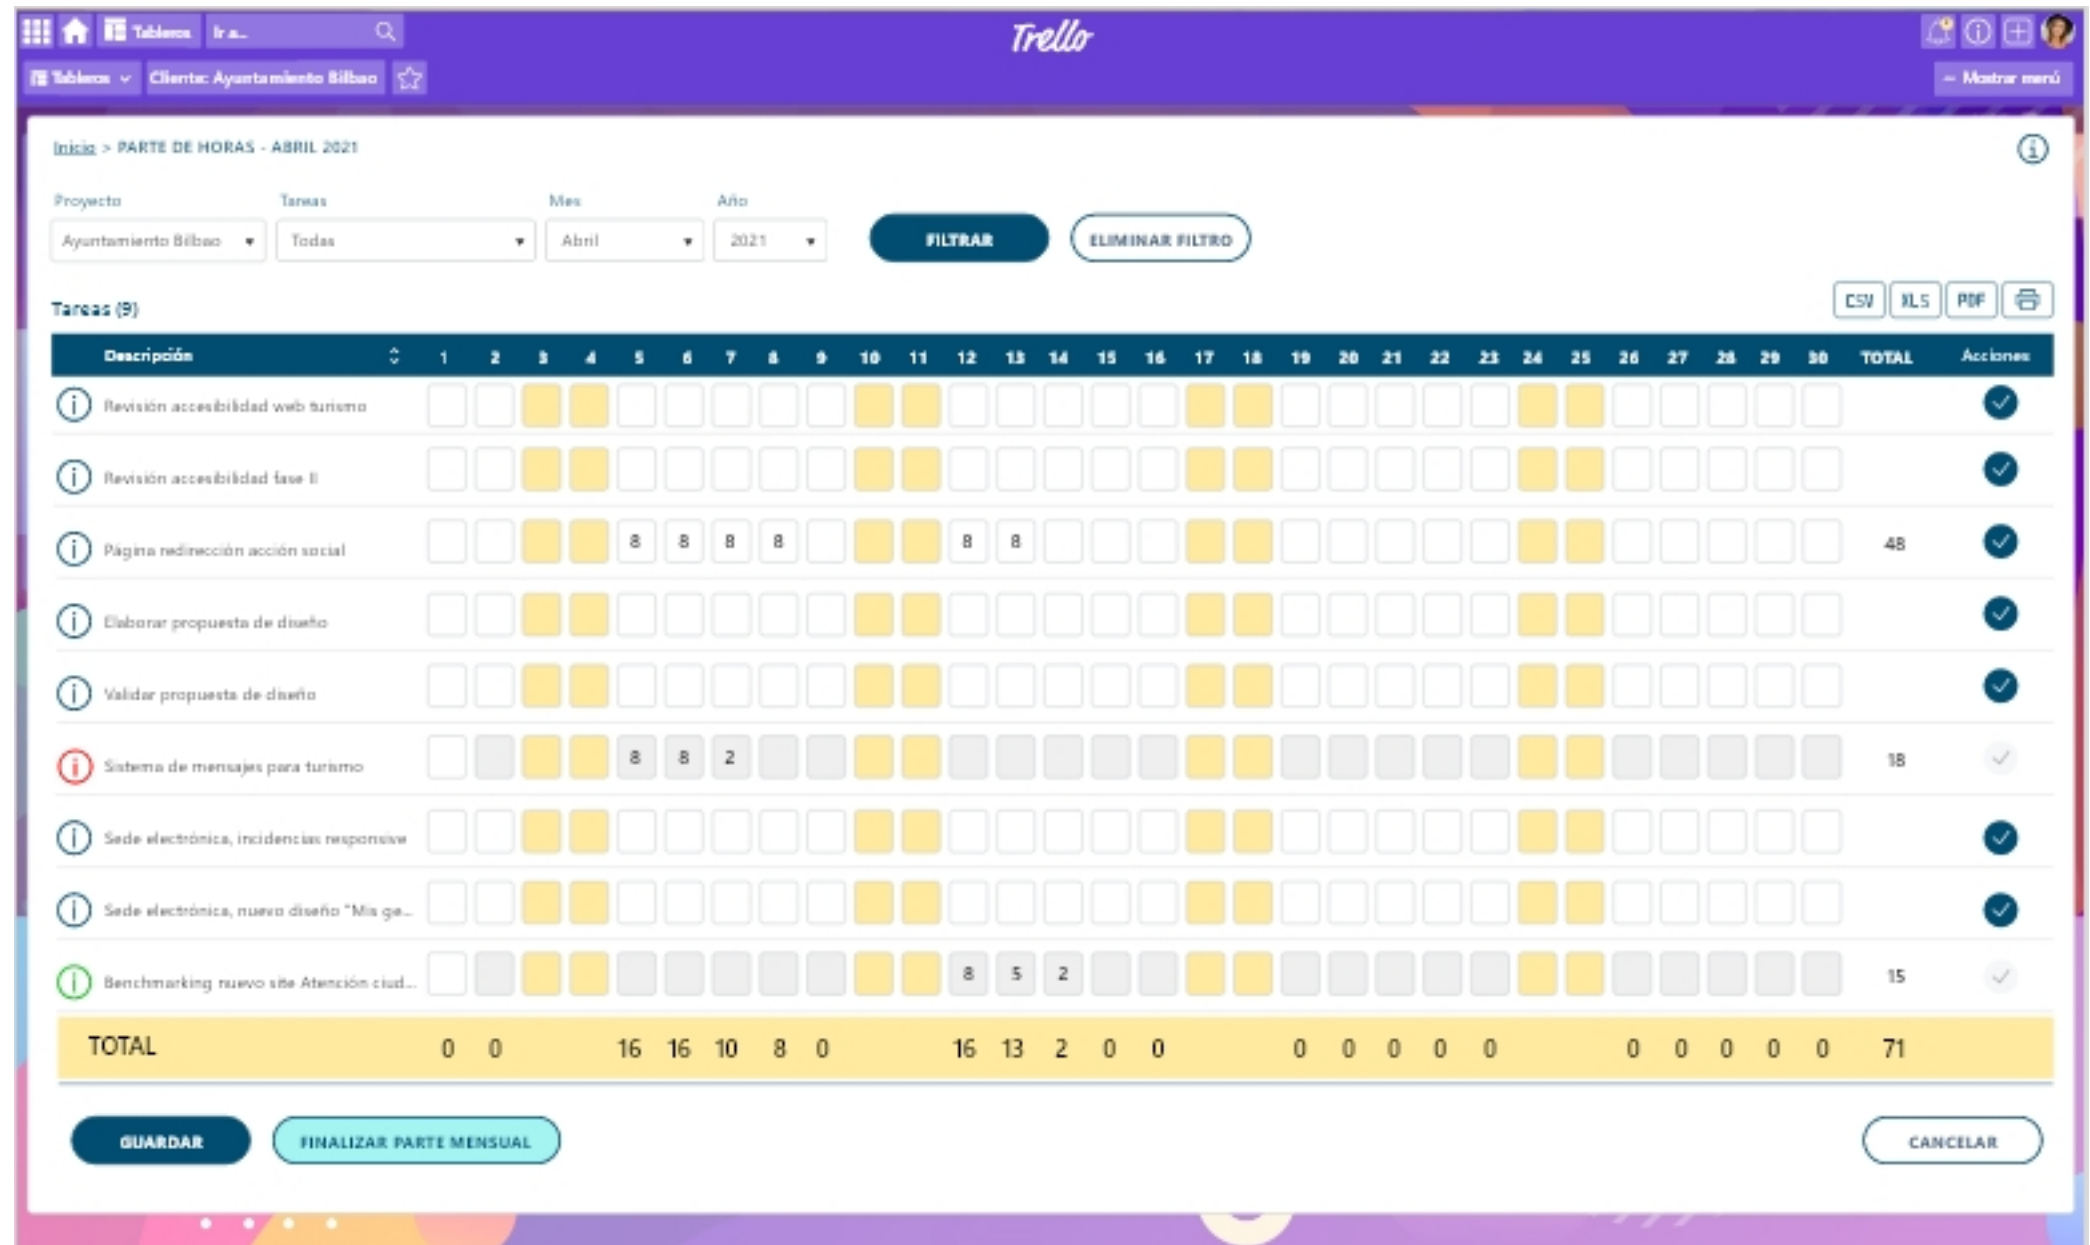 Tableros Ir a... Trello
Tableros Cliente: Ayuntamiento Bilbao Mostrar menú
Inicio > PARTE DE HORAS - ABRIL 2021
Proyecto Tareas Mes Año
Ayuntamiento Bilbao Todas Abril 2021 FILTRAR ELIMINAR FILTRO
Tareas (9) CSV XLS PDF
Descripción 1 2 3 4 5 6 7 8 9 10 11 12 13 14 15 16 17 18 19 20 21 22 23 24 25 26 27 28 29 30 TOTAL Acciones
Revisión accesibilidad web turismo
Revisión accesibilidad fase II
Página redirección acción social 8 8 8 8 8 8 48
Elaborar propuesta de diseño
Validar propuesta de diseño
Sistema de mensajes para turismo 8 8 2 18
Sede electrónica, incidencias responsive
Sede electrónica, nuevo diseño "Mis ge...
Benchmarking nuevo site Atención ciud... 8 5 2 15
TOTAL 0 0 16 16 10 8 0 16 13 2 0 0 0 0 0 0 0 0 0 0 0 0 71
GUARDAR FINALIZAR PARTE MENSUAL CANCELAR